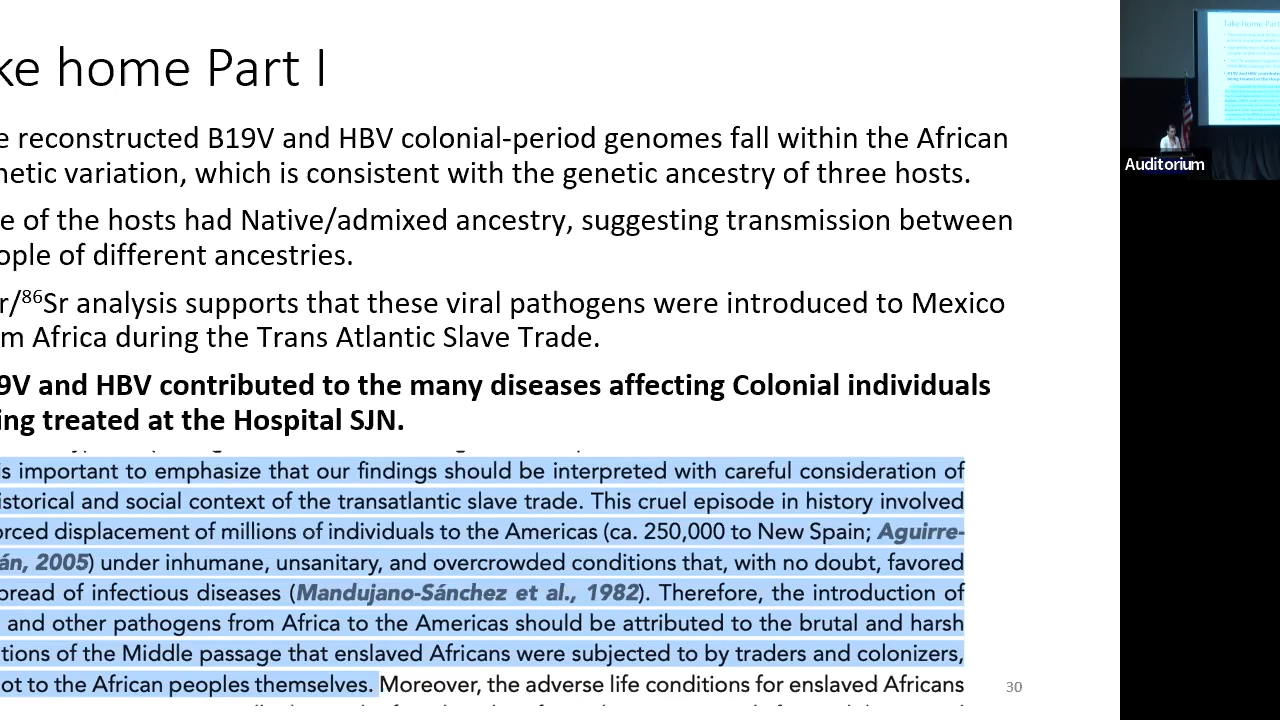 ke home Part I
e reconstructed B19V and HBV colonial-period genomes fall within the African
netic variation, which is consistent with the genetic ancestry of three hosts.
e of the hosts had Native/admixed ancestry, suggesting transmission between
ople of different ancestries.
r/⁸⁶Sr analysis supports that these viral pathogens were introduced to Mexico
m Africa during the Trans Atlantic Slave Trade.
9V and HBV contributed to the many diseases affecting Colonial individuals
ing treated at the Hospital SJN.
s important to emphasize that our findings should be interpreted with careful consideration of
istorical and social context of the transatlantic slave trade. This cruel episode in history involved
orced displacement of millions of individuals to the Americas (ca. 250,000 to New Spain; Aguirre-
án, 2005) under inhumane, unsanitary, and overcrowded conditions that, with no doubt, favored
pread of infectious diseases (Mandujano-Sánchez et al., 1982). Therefore, the introduction of
and other pathogens from Africa to the Americas should be attributed to the brutal and harsh
tions of the Middle passage that enslaved Africans were subjected to by traders and colonizers,
ot to the African peoples themselves. Moreover, the adverse life conditions for enslaved Africans
30
Take home Part
Auditorium